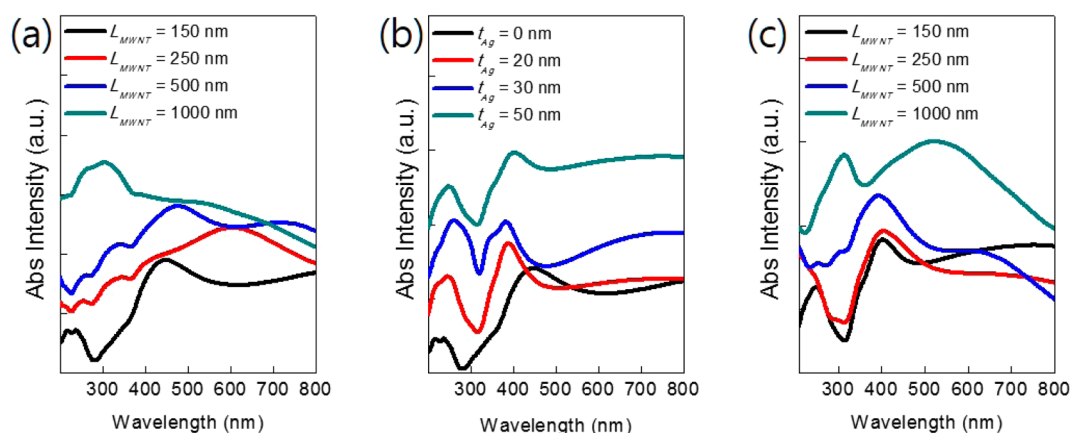 (a)
L_MWNT = 150 nm
L_MWNT = 250 nm
L_MWNT = 500 nm
L_MWNT = 1000 nm
Abs Intensity (a.u.)
300 400 500 600 700 800
Wavelength (nm)
(b)
t_Ag = 0 nm
t_Ag = 20 nm
t_Ag = 30 nm
t_Ag = 50 nm
Abs Intensity (a.u.)
300 400 500 600 700 800
Wavelength (nm)
(c)
L_MWNT = 150 nm
L_MWNT = 250 nm
L_MWNT = 500 nm
L_MWNT = 1000 nm
Abs Intensity (a.u.)
300 400 500 600 700 800
Wavelength (nm)